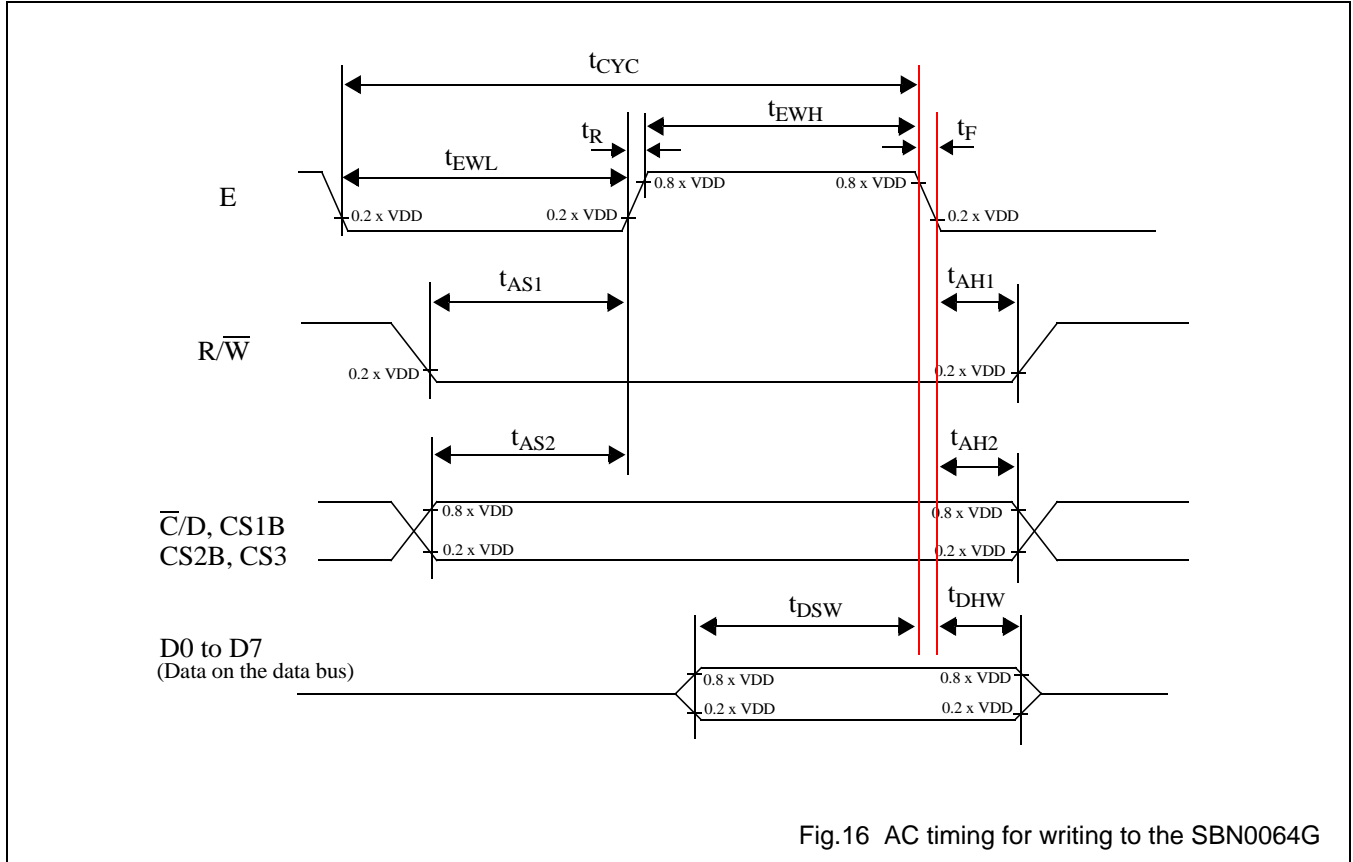 tCYC
tEWH
tR
tF
tEWL
E
0.8 x VDD
0.8 x VDD
0.2 x VDD
0.2 x VDD
0.2 x VDD
tAS1
tAH1
R/W̅
0.2 x VDD
0.2 x VDD
tAS2
tAH2
C̅/D, CS1B
CS2B, CS3
0.8 x VDD
0.8 x VDD
0.2 x VDD
0.2 x VDD
tDSW
tDHW
D0 to D7
(Data on the data bus)
0.8 x VDD
0.8 x VDD
0.2 x VDD
0.2 x VDD
Fig.16 AC timing for writing to the SBN0064G